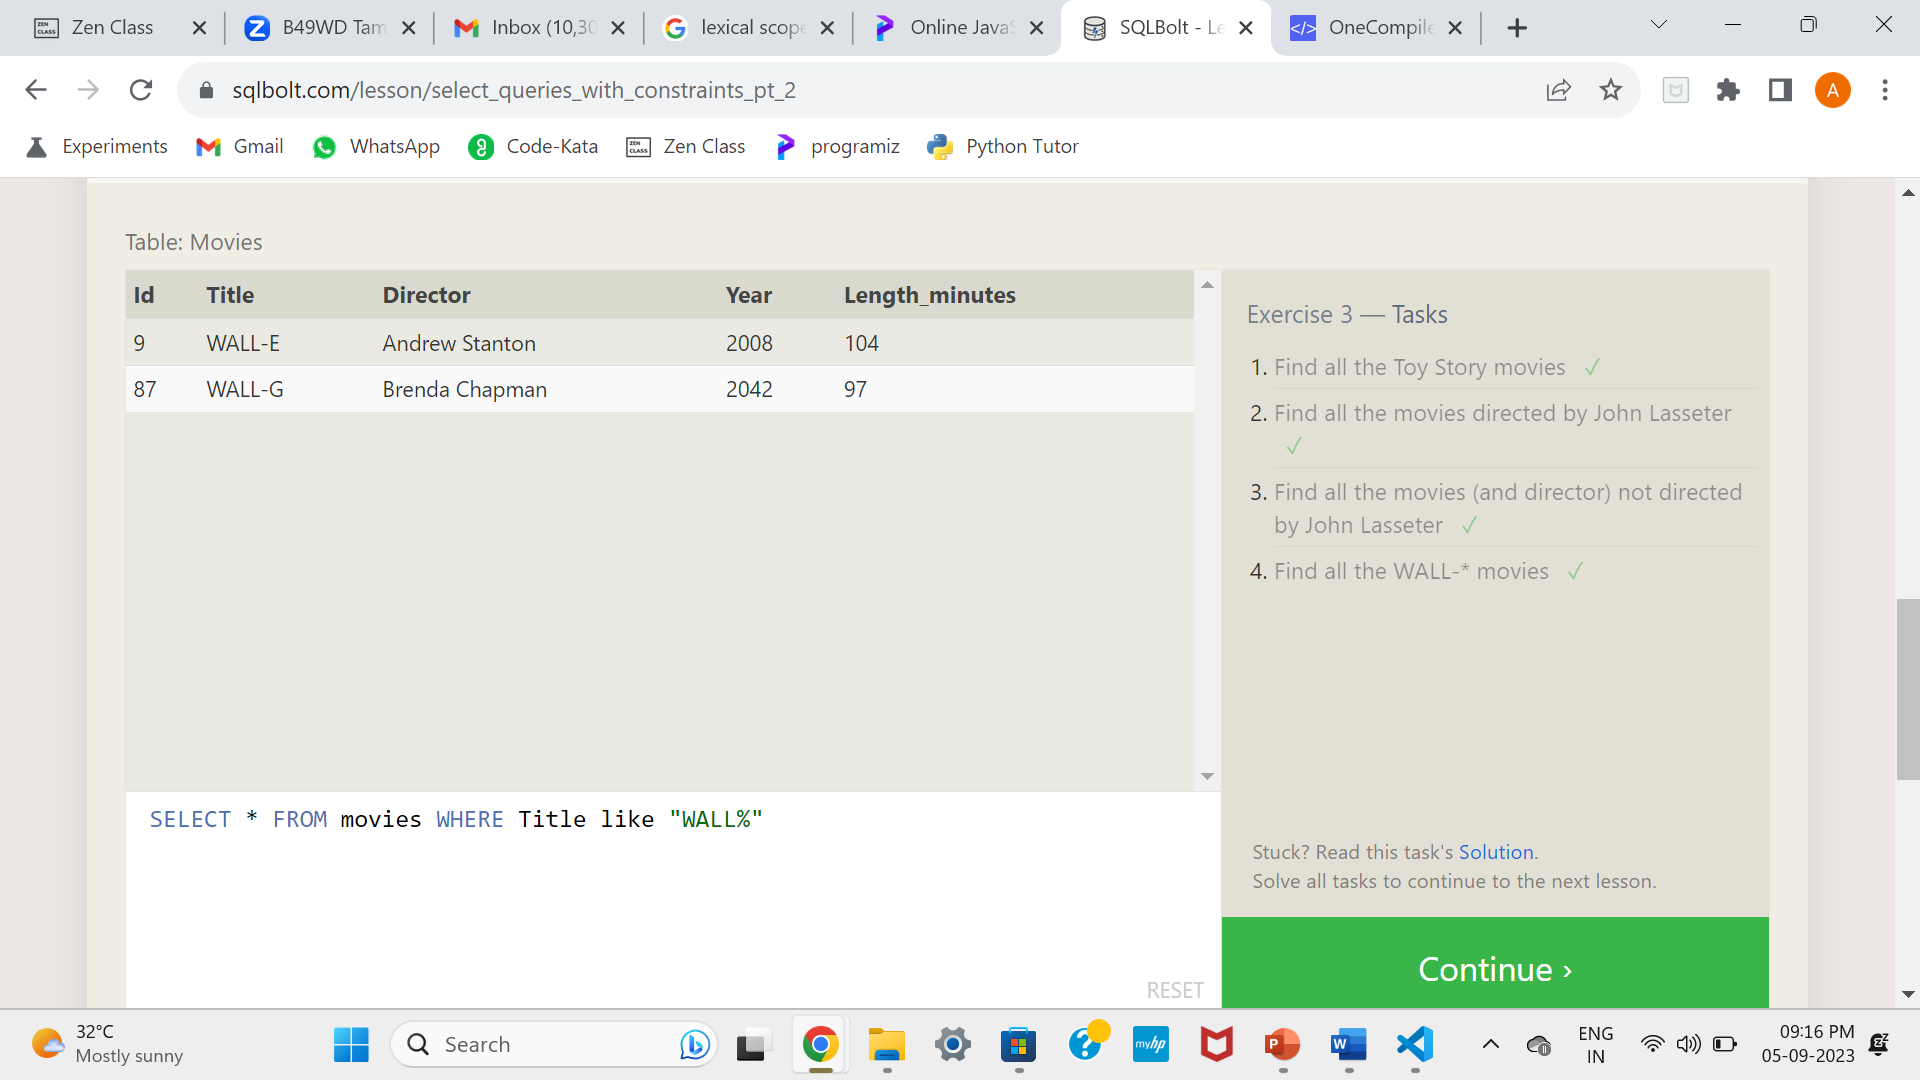 Zen Class
B49WD Tam
Inbox (10,30
lexical scope
Online JavaS
SQLBolt - Le
OneCompile
sqlbolt.com/lesson/select_queries_with_constraints_pt_2
A
Experiments
Gmail
WhatsApp
Code-Kata
ZEN CLASS
Zen Class
programiz
Python Tutor
Table: Movies
Id Title Director Year Length_minutes
9 WALL-E Andrew Stanton 2008 104
87 WALL-G Brenda Chapman 2042 97
Exercise 3 — Tasks
1. Find all the Toy Story movies ✓
2. Find all the movies directed by John Lasseter
✓
3. Find all the movies (and director) not directed
by John Lasseter ✓
4. Find all the WALL-* movies ✓
SELECT * FROM movies WHERE Title like "WALL%"
RESET
Stuck? Read this task's Solution.
Solve all tasks to continue to the next lesson.
Continue ›
32°C
Mostly sunny
Search
myhp
P
W
ENG
IN
09:16 PM
05-09-2023